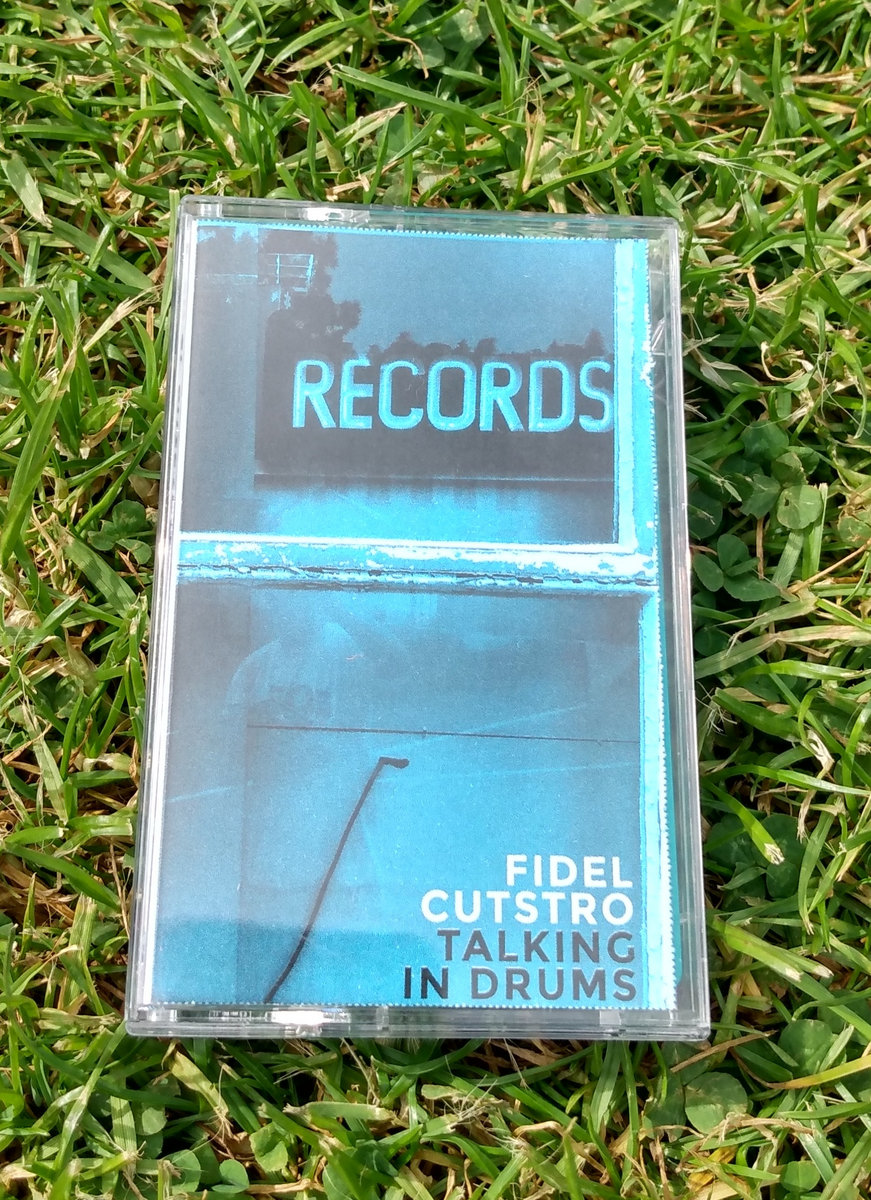 RECORDS
FIDEL
CUTSTRO
TALKING
IN DRUMS